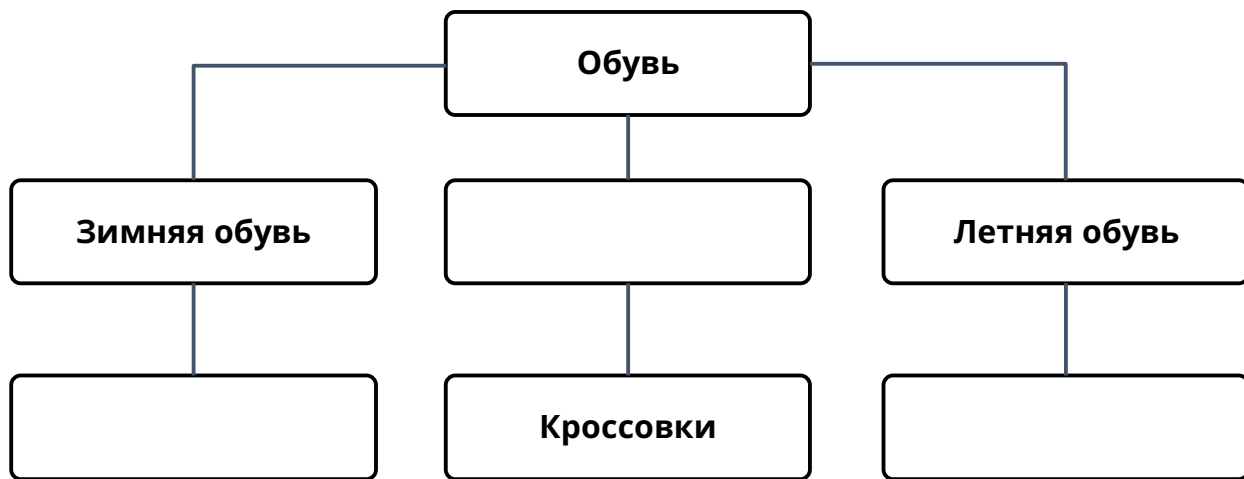 Обувь
Зимняя обувь
Летняя обувь
Кроссовки